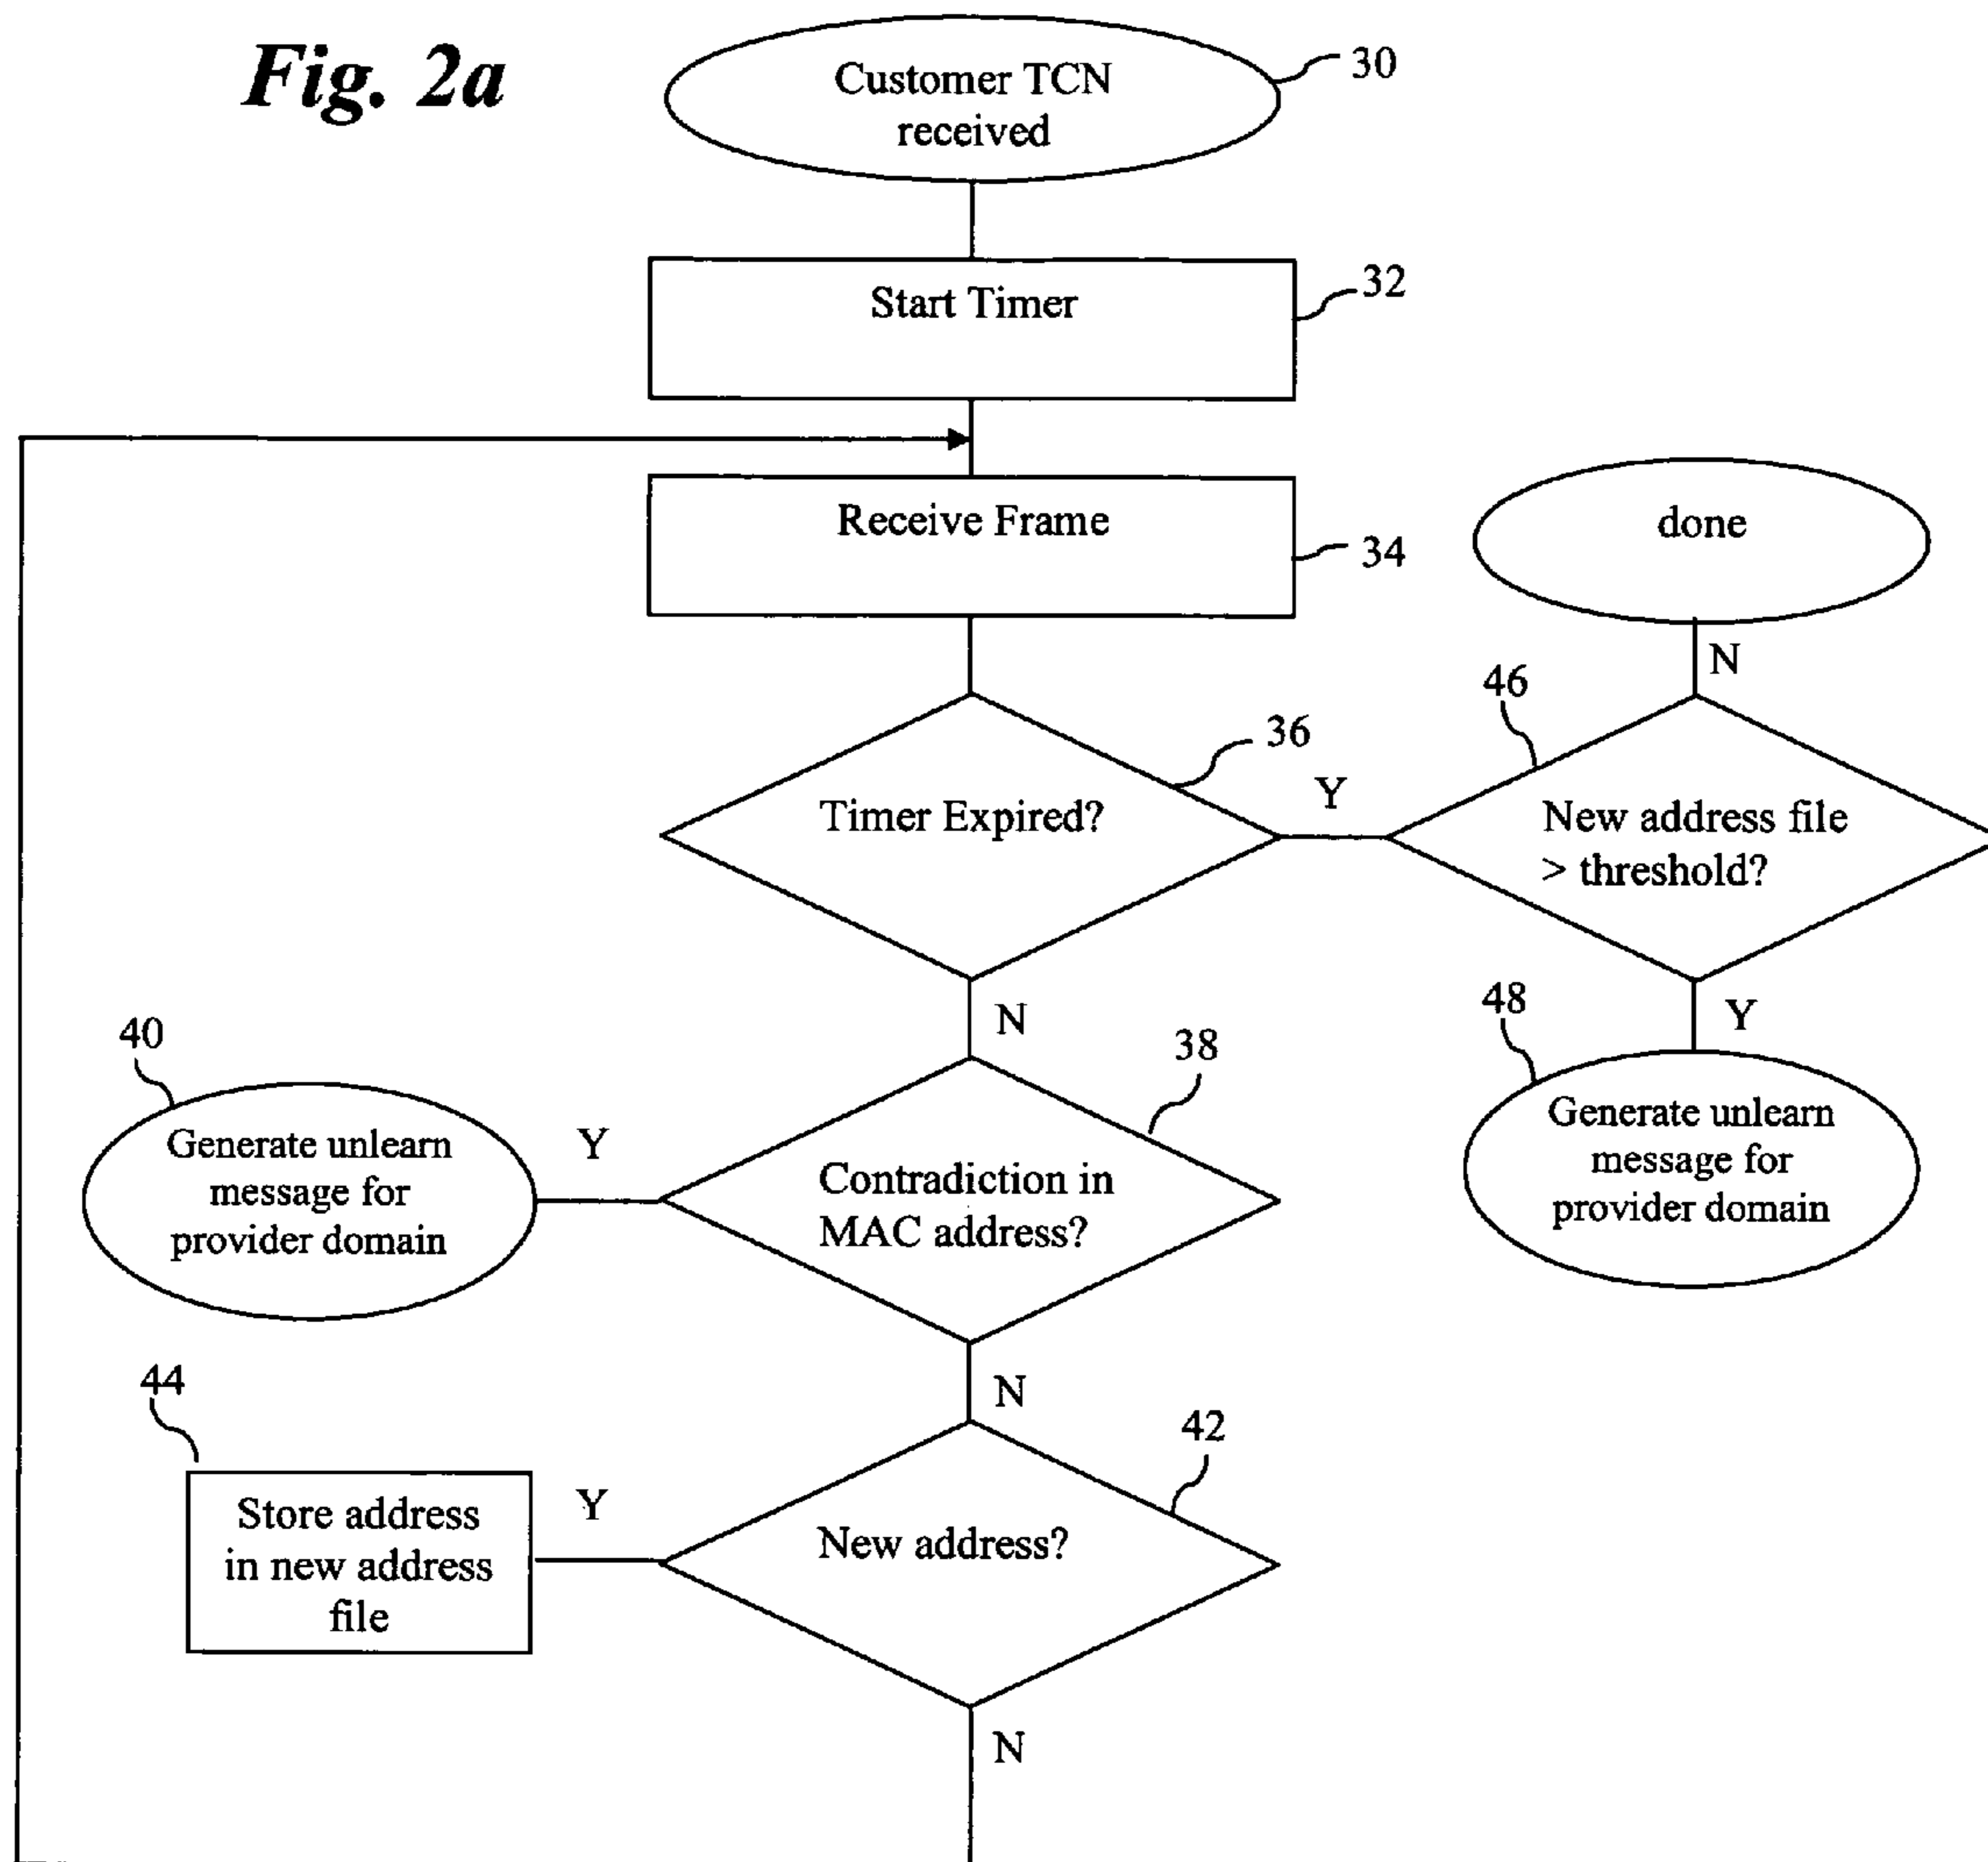 Fig. 2a
Customer TCN
received
30
Start Timer
32
Receive Frame
34
done
N
46
36
Timer Expired?
Y
New address file
> threshold?
N
48
Y
40
38
Generate unlearn
message for
provider domain
Y
Contradiction in
MAC address?
Generate unlearn
message for
provider domain
44
N
42
Store address
in new address
file
Y
New address?
N